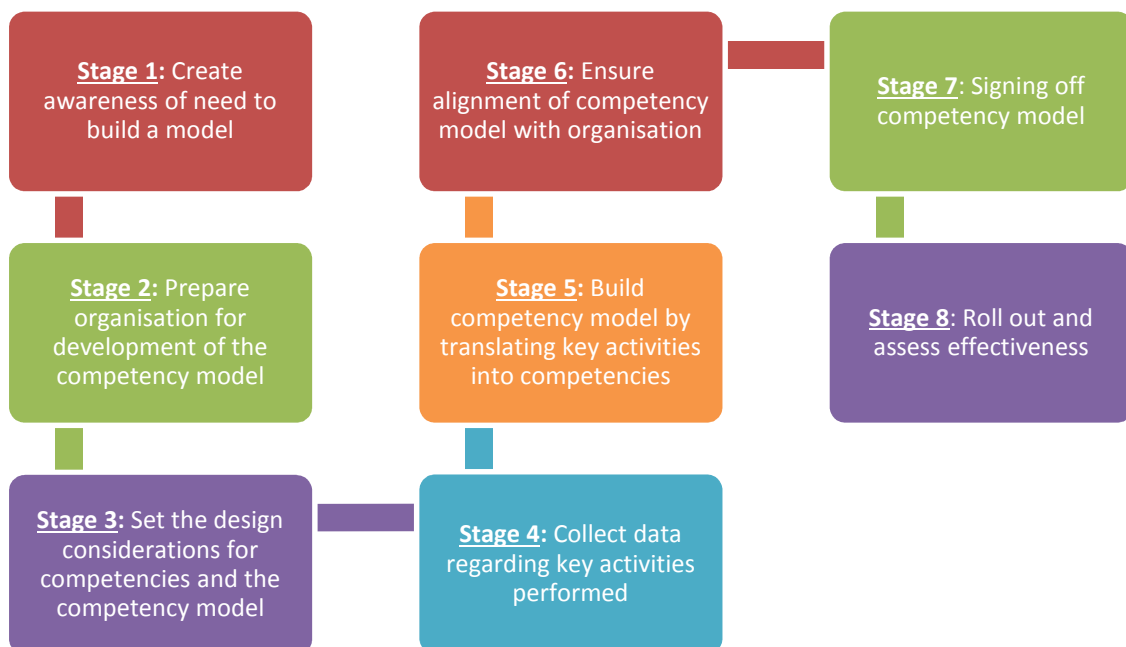 Stage 1: Create
awareness of need to
build a model
Stage 2: Prepare
organisation for
development of the
competency model
Stage 3: Set the design
considerations for
competencies and the
competency model
Stage 4: Collect data
regarding key activities
performed
Stage 5: Build
competency model by
translating key activities
into competencies
Stage 6: Ensure
alignment of competency
model with organisation
Stage 7: Signing off
competency model
Stage 8: Roll out and
assess effectiveness